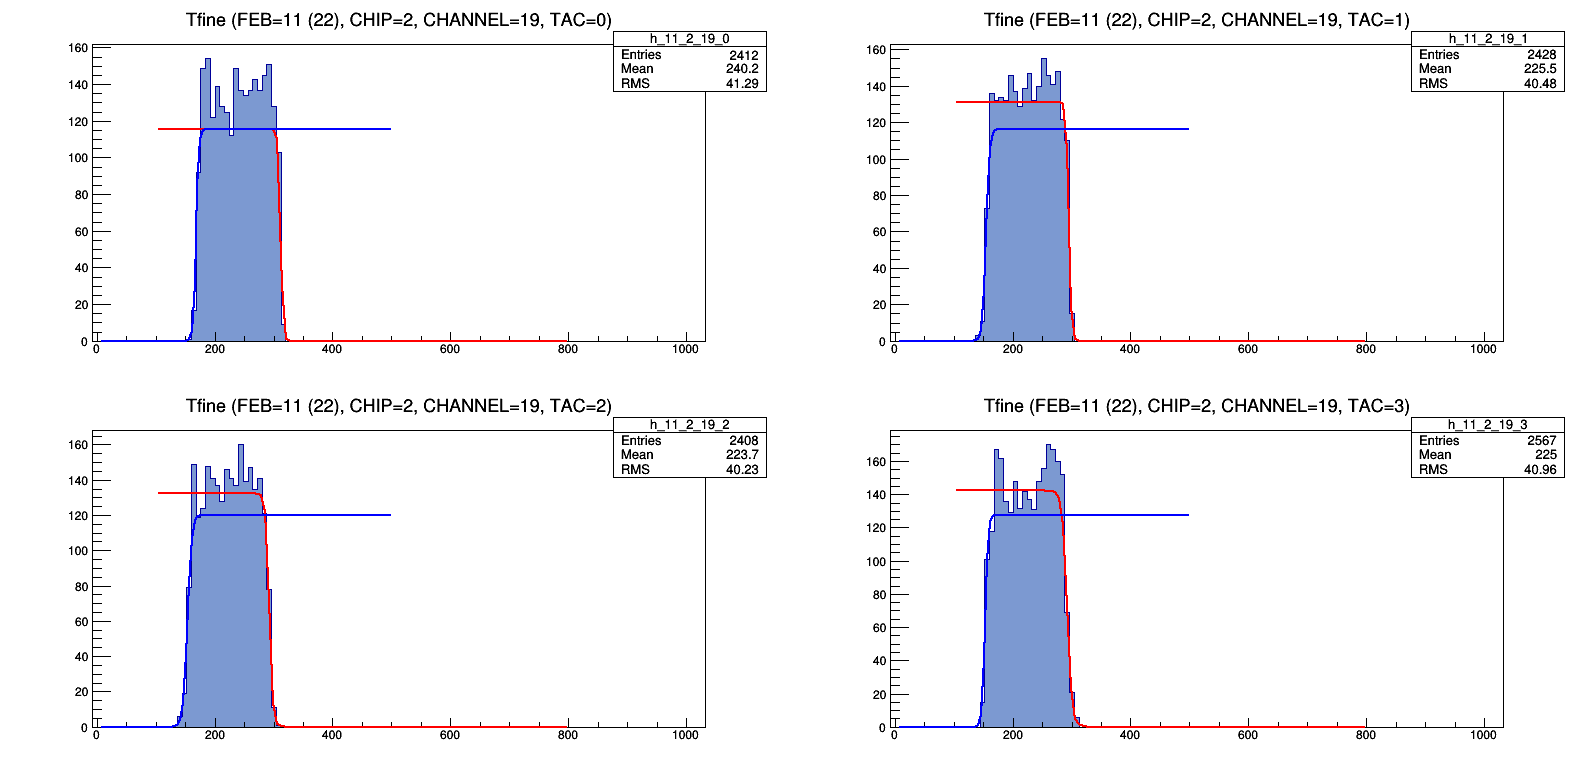 Tfine (FEB=11 (22), CHIP=2, CHANNEL=19, TAC=0)
h_11_2_19_0
Entries 2412
Mean 240.2
RMS 41.29
160
140
120
100
80
60
40
20
0
0 200 400 600 800 1000
Tfine (FEB=11 (22), CHIP=2, CHANNEL=19, TAC=1)
h_11_2_19_1
Entries 2428
Mean 225.5
RMS 40.48
160
140
120
100
80
60
40
20
0
0 200 400 600 800 1000
Tfine (FEB=11 (22), CHIP=2, CHANNEL=19, TAC=2)
h_11_2_19_2
Entries 2408
Mean 223.7
RMS 40.23
160
140
120
100
80
60
40
20
0
0 200 400 600 800 1000
Tfine (FEB=11 (22), CHIP=2, CHANNEL=19, TAC=3)
h_11_2_19_3
Entries 2567
Mean 225
RMS 40.96
160
140
120
100
80
60
40
20
0
0 200 400 600 800 1000